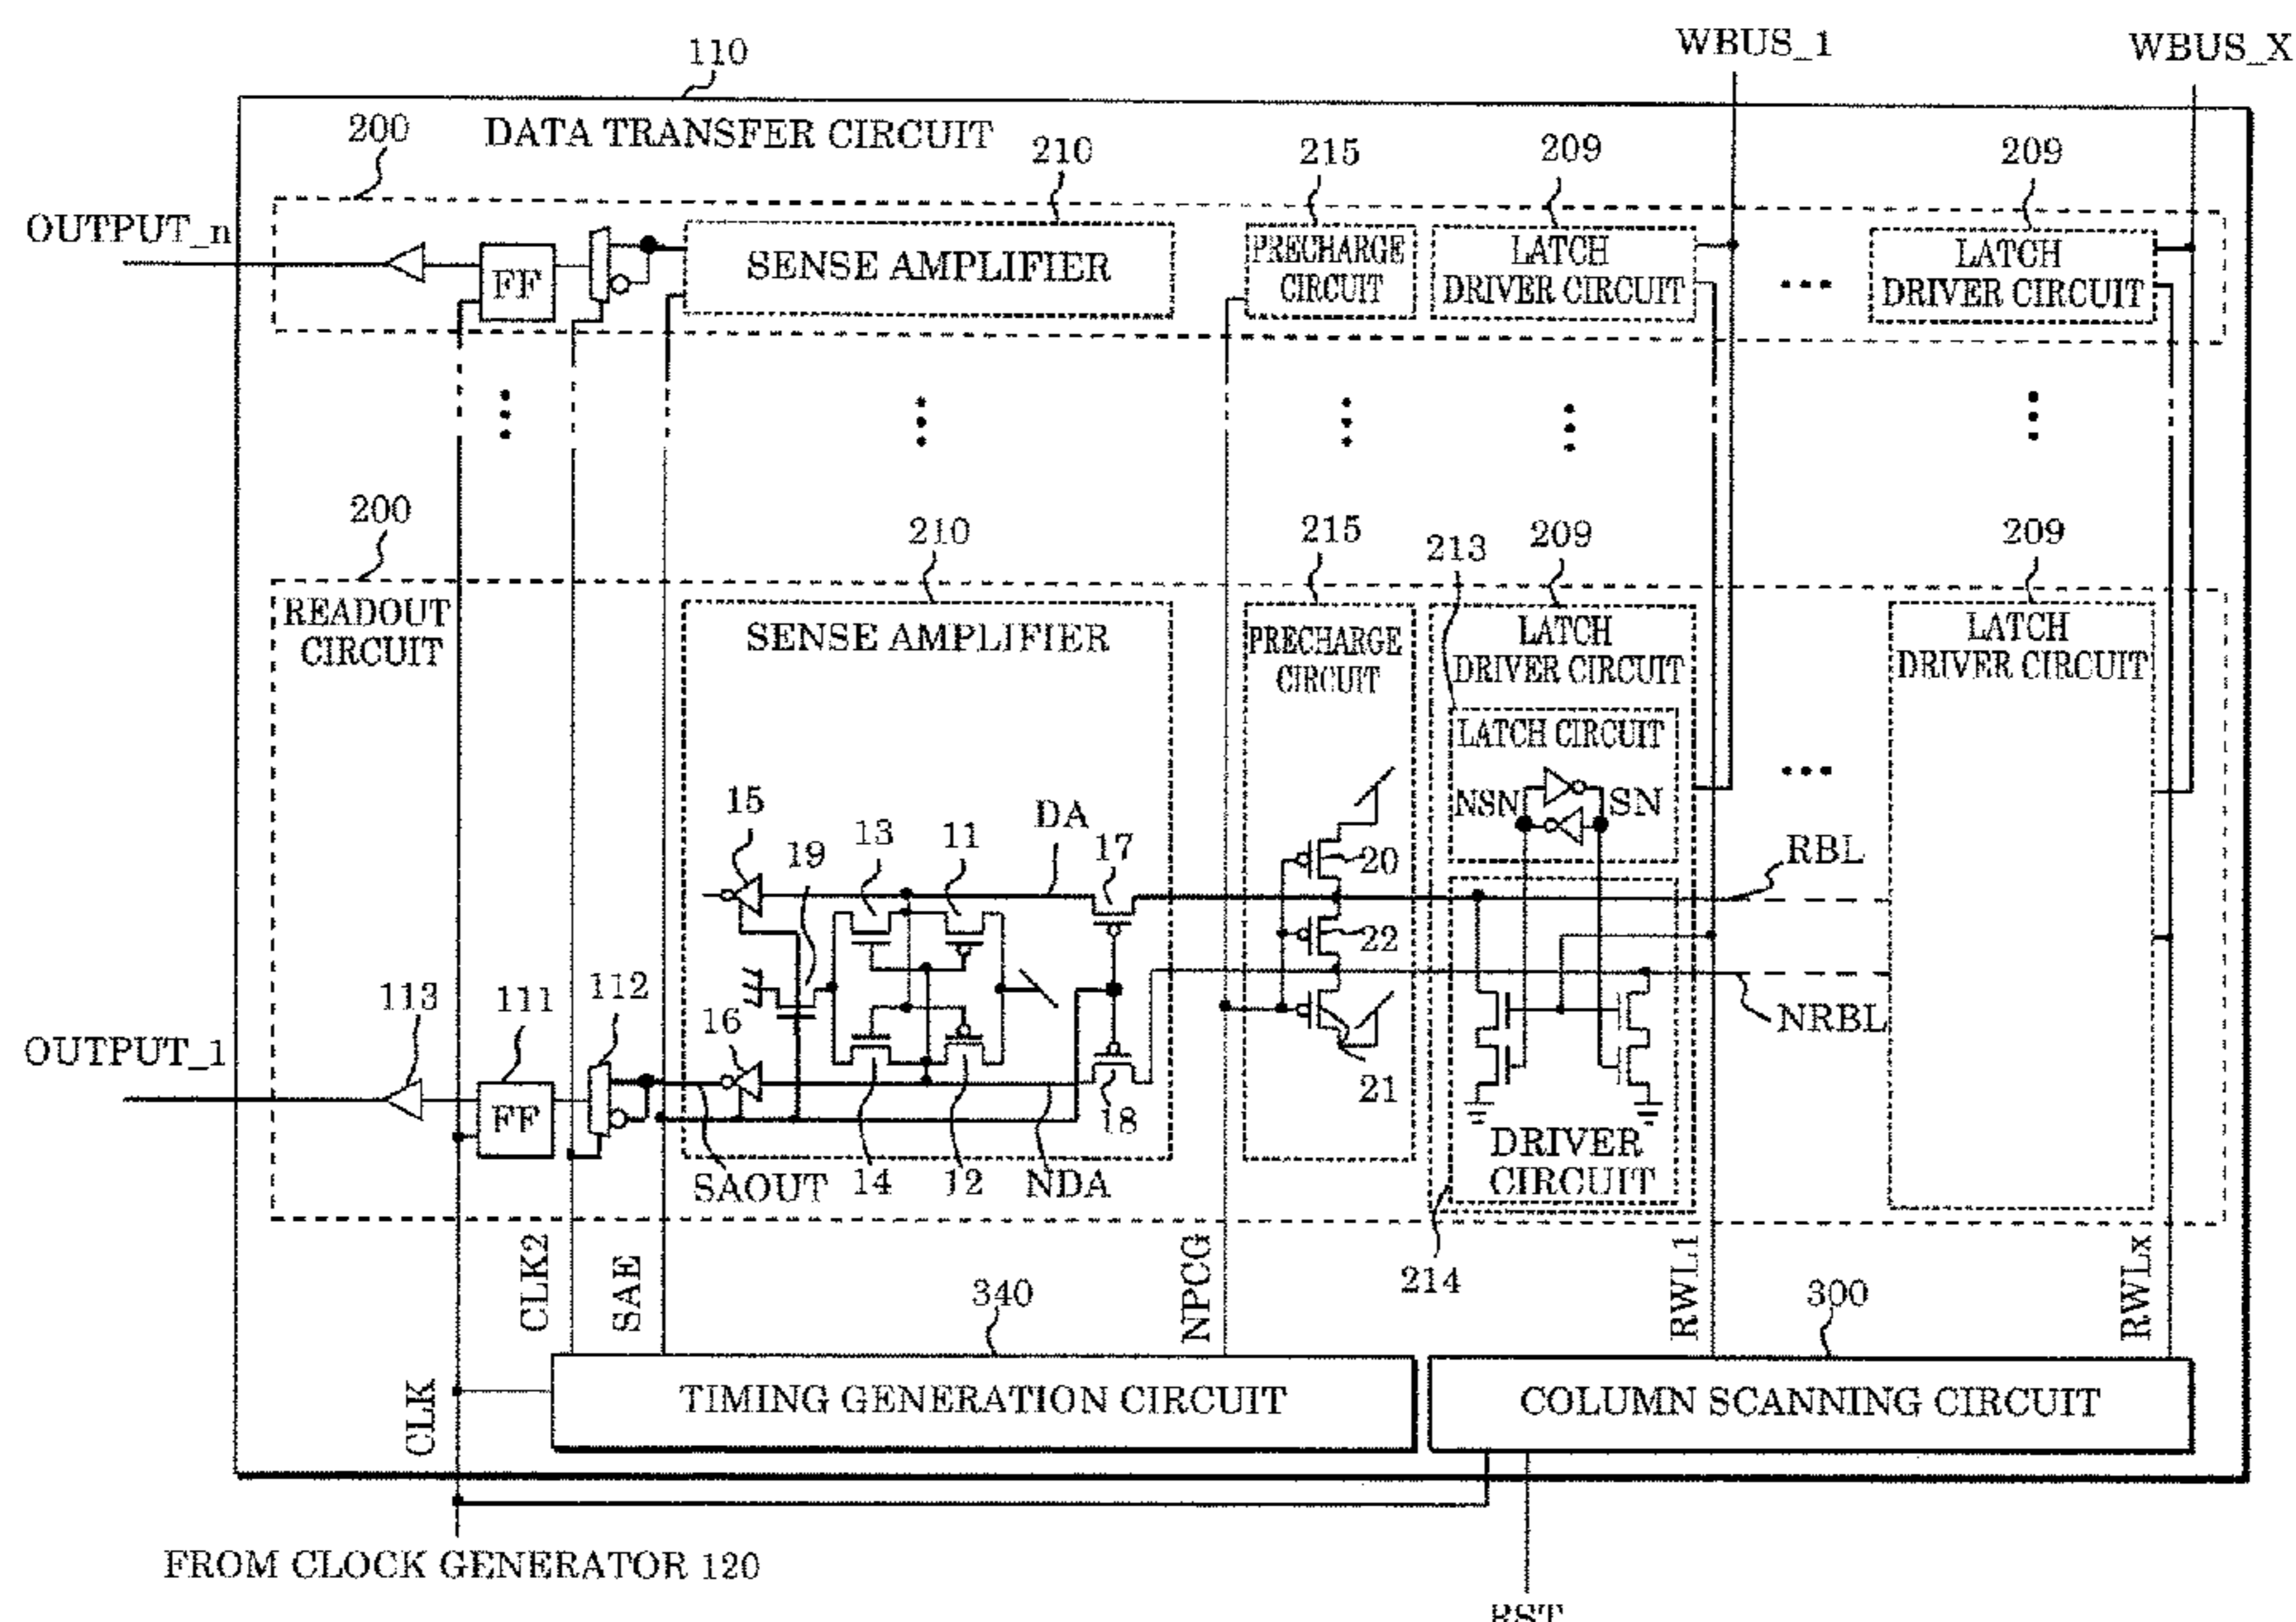 110
WBUS_1
WBUS_X
DATA TRANSFER CIRCUIT
200
210
215
209
209
OUTPUT_n
FF
SENSE AMPLIFIER
PRECHARGE
CIRCUIT
LATCH
DRIVER CIRCUIT
LATCH
DRIVER CIRCUIT
200
210
215
213
209
209
READOUT
CIRCUIT
SENSE AMPLIFIER
PRECHARGE
CIRCUIT
LATCH
DRIVER CIRCUIT
LATCH
DRIVER CIRCUIT
LATCH CIRCUIT
NSN
SN
15
19
13
11
DA
17
20
RBL
22
113
111
112
16
NRBL
OUTPUT_1
FF
21
18
SAOUT
14
12
NDA
DRIVER
CIRCUIT
214
CLK2
SAE
340
NPCG
RWL1
300
RWLx
CLK
TIMING GENERATION CIRCUIT
COLUMN SCANNING CIRCUIT
FROM CLOCK GENERATOR 120
RST